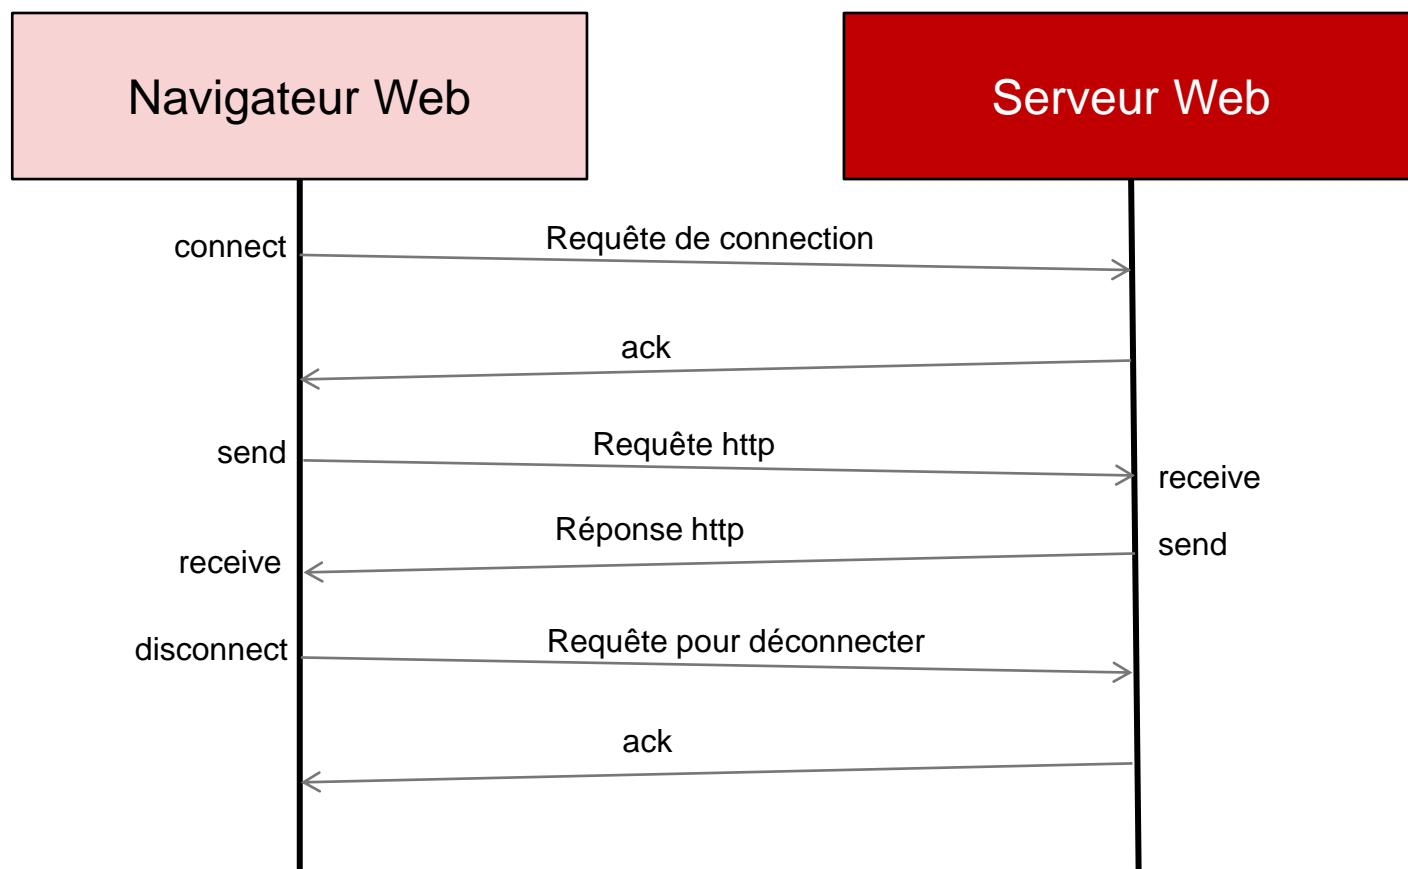 Navigateur Web
Serveur Web
connect
Requête de connection
ack
send
Requête http
receive
Réponse http
send
receive
disconnect
Requête pour déconnecter
ack